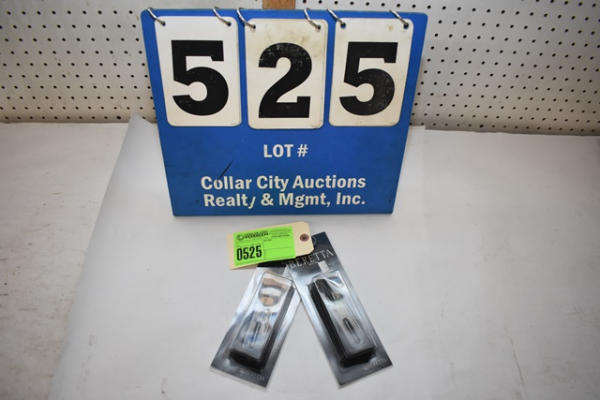 525
LOT #
Collar City Auctions
Realty & Mgmt, Inc.
0525
BERETTA